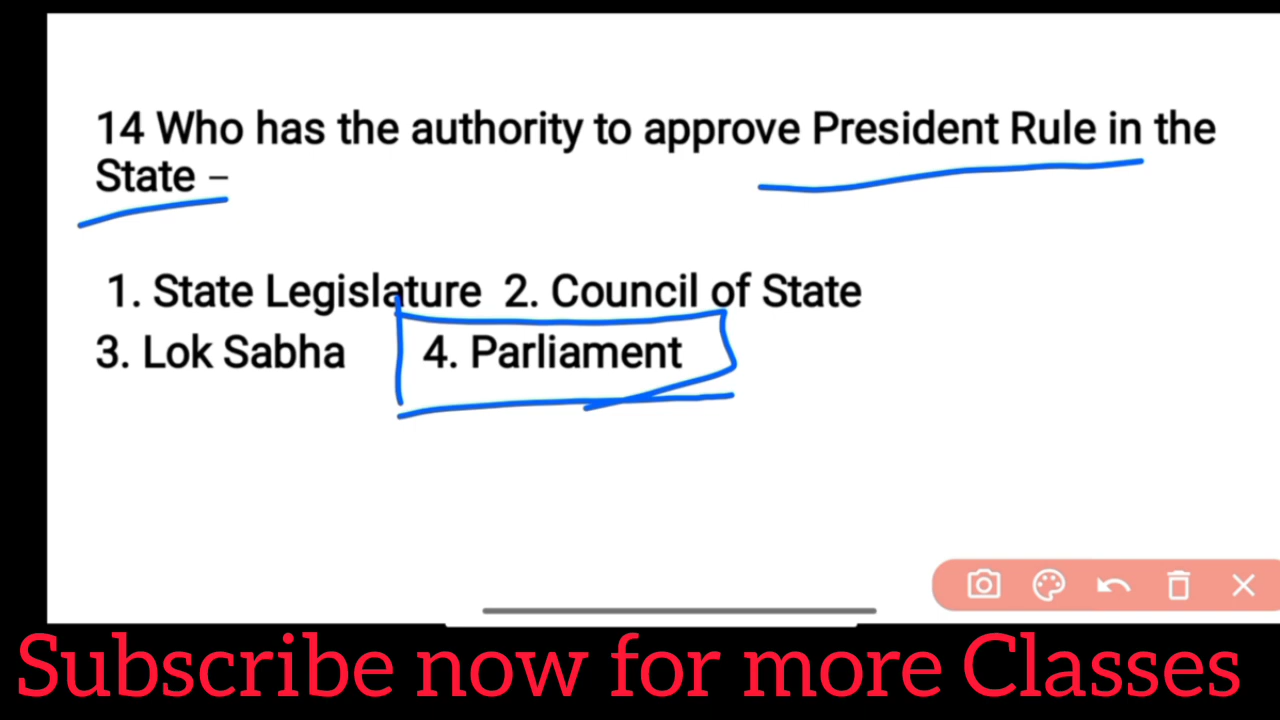 14 Who has the authority to approve President Rule in the
State –
1. State Legislature 2. Council of State
3. Lok Sabha 4. Parliament
Subscribe now for more Classes